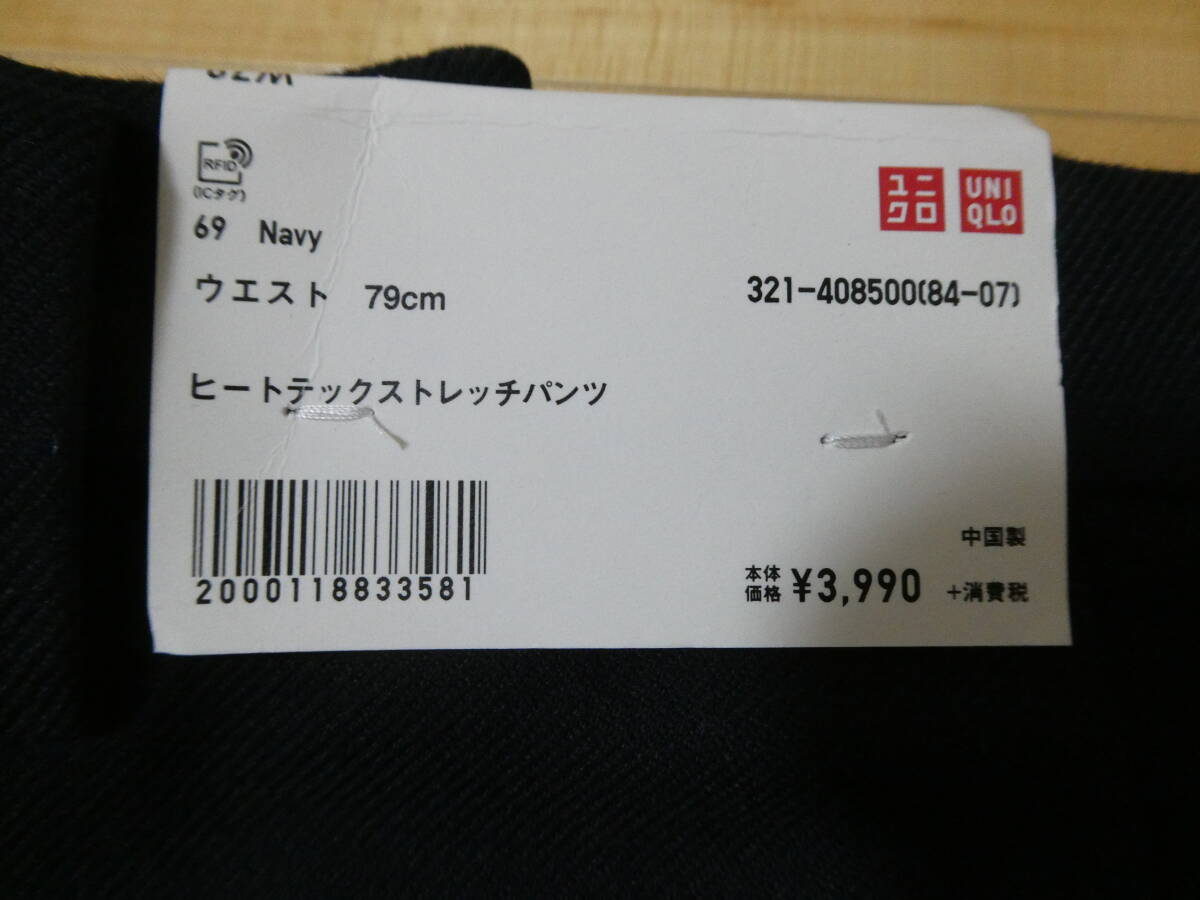 RFID
(ICタグ)
69 Navy
ウエスト 79cm
ユニクロ
UNIQLO
321-408500(84-07)
ヒートテックストレッチパンツ
2000118833581
中国製
本体価格 ¥3,990 +消費税